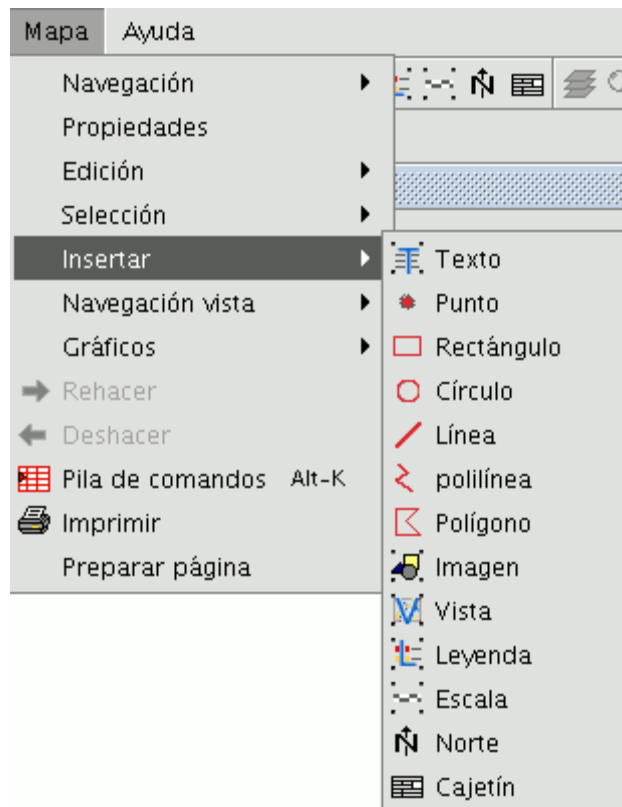 Mapa Ayuda
Navegación
Propiedades
Edición
Selección
Insertar
Navegación vista
Gráficos
Rehacer
Deshacer
Pila de comandos Alt-K
Imprimir
Preparar página
Texto
Punto
Rectángulo
Círculo
Línea
polilínea
Polígono
Imagen
Vista
Leyenda
Escala
Norte
Cajetín